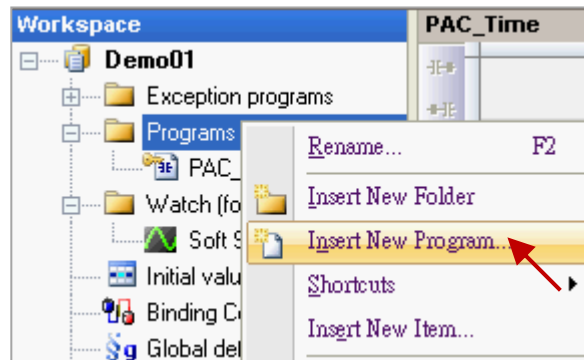 Workspace
PAC_Time
Demo01
Exception programs
Programs
Rename... F2
PAC_
Insert New Folder
Watch (fo
Insert New Program...
Soft S
Initial valu
Shortcuts
Binding C
Insert New Item...
Global def